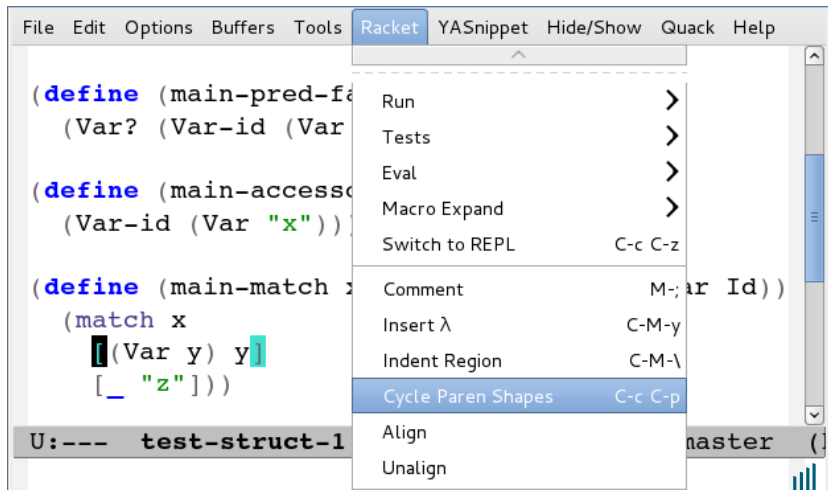 File Edit Options Buffers Tools Racket YASnippet Hide/Show Quack Help
(define (main-pred-fa
(Var? (Var-id (Var
(define (main-accesso
(Var-id (Var "x"))
(define (main-match x
ar Id))
(match x
[(Var y) y]
[_ "z"]))
U:--- test-struct-1
master (
Run
Tests
Eval
Macro Expand
Switch to REPL C-c C-z
Comment M-;
Insert λ C-M-y
Indent Region C-M-\
Cycle Paren Shapes C-c C-p
Align
Unalign